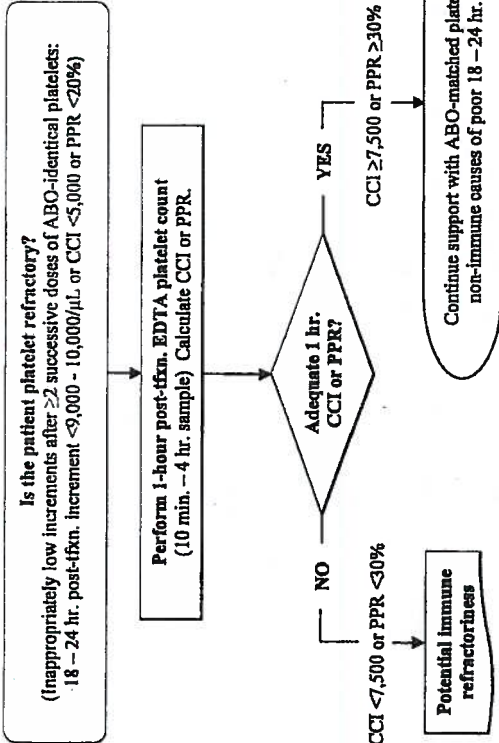 Is the patient platelet refractory?
(Inappropriately low increments after ≥2 successive doses of ABO-identical platelets:
18 – 24 hr. post-tfxn. increment <9,000 – 10,000/µL or CCI <5,000 or PPR <20%)
Perform 1-hour post-tfxn. EDTA platelet count
(10 min. – 4 hr. sample) Calculate CCI or PPR.
Adequate 1 hr.
CCI or PPR?
NO
YES
CCI <7,500 or PPR <30%
CCI ≥7,500 or PPR ≥30%
Potential immune
refractoriness
Continue support with ABO-matched plate
non-immune causes of poor 18 – 24 hr.